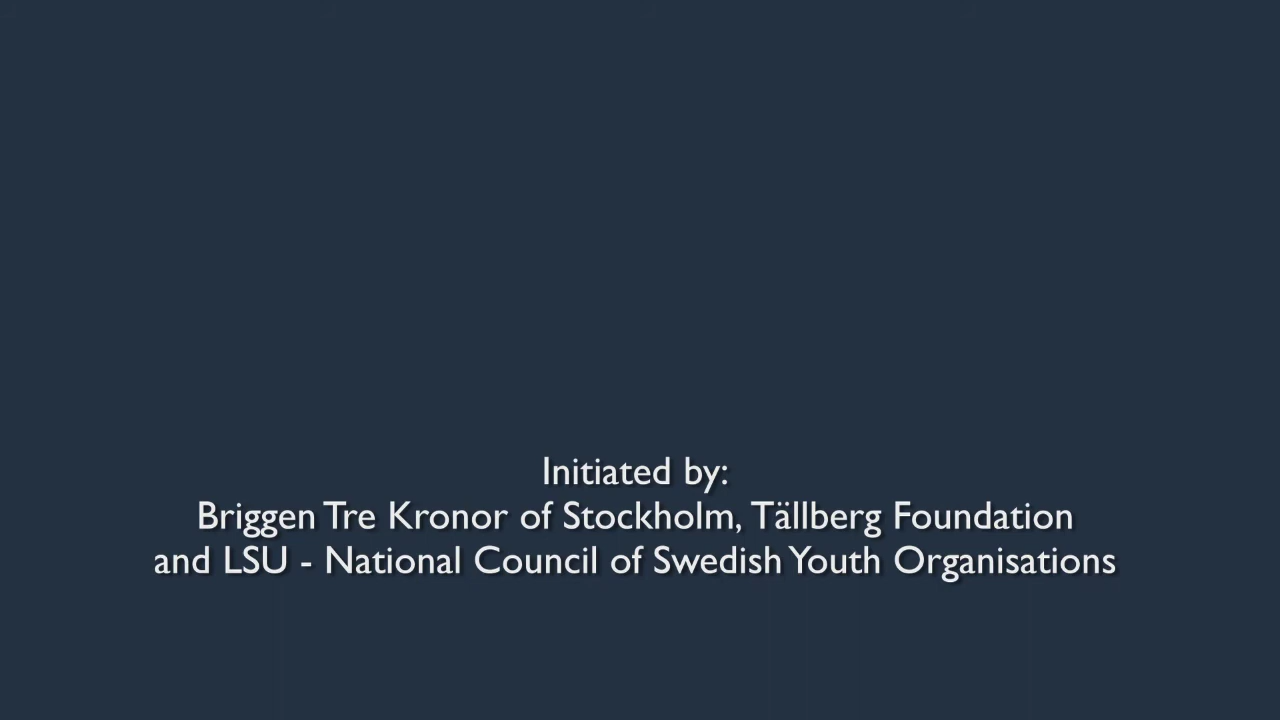 Initiated by:
Briggen Tre Kronor of Stockholm, Tällberg Foundation
and LSU - National Council of Swedish Youth Organisations